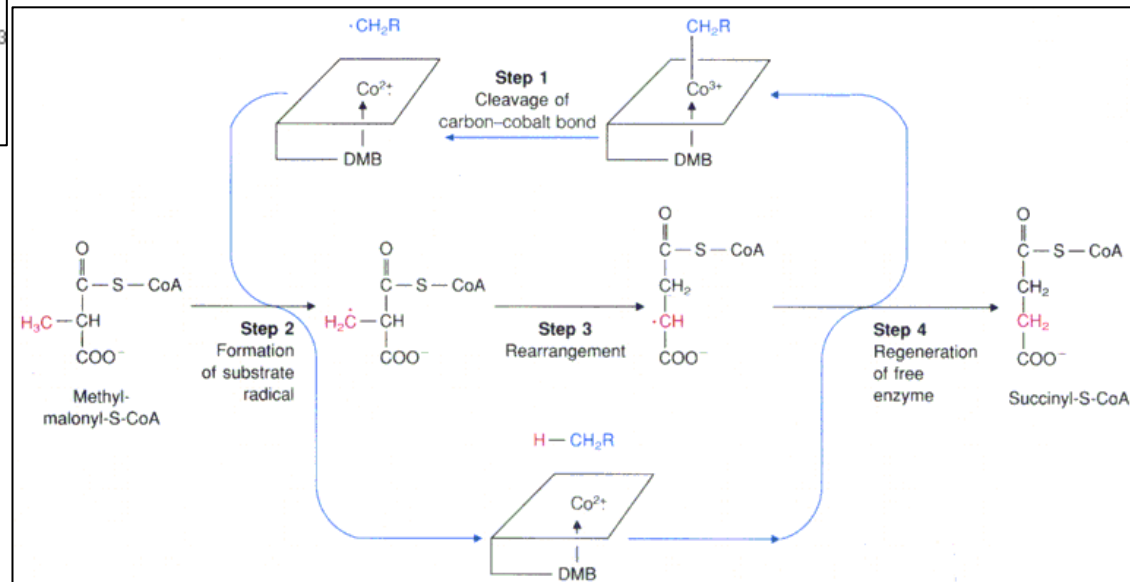 3
·CH₂R
CH₂R
Co²⁺
Step 1
Cleavage of
carbon–cobalt bond
Co³⁺
DMB
DMB
O
C — S — CoA
H₃C — CH
COO⁻
Methyl-
malonyl-S-CoA
Step 2
Formation
of substrate
radical
O
C — S — CoA
H₂Ċ — CH
COO⁻
Step 3
Rearrangement
O
C — S — CoA
CH₂
·CH
COO⁻
Step 4
Regeneration
of free
enzyme
O
C — S — CoA
CH₂
CH₂
COO⁻
Succinyl-S-CoA
H — CH₂R
Co²⁺
DMB